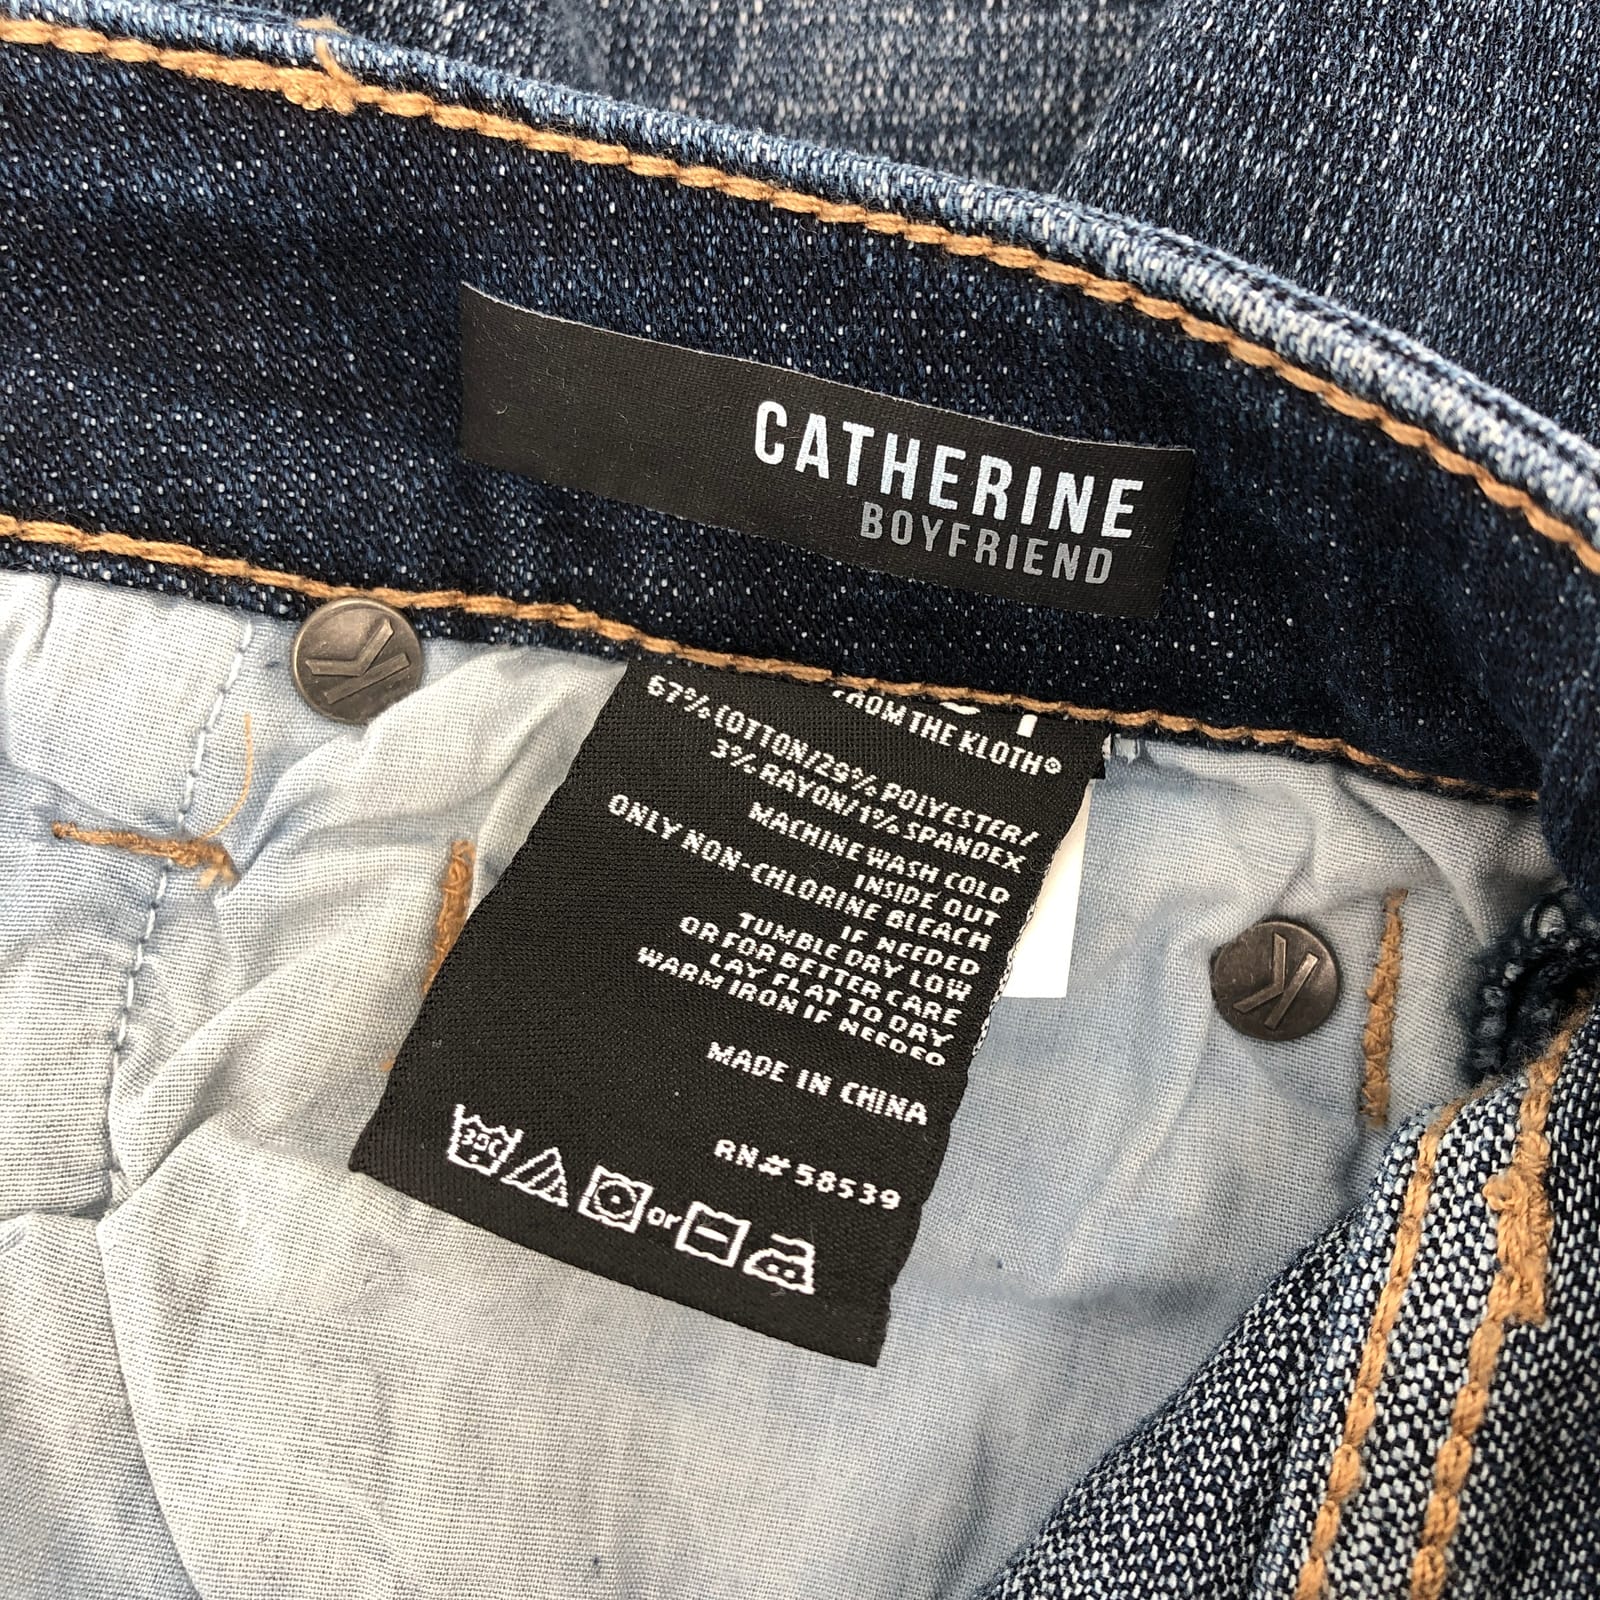 CATHERINE
BOYFRIEND
FROM THE KLOTH®
67% COTTON/29% POLYESTER/
3% RAYON/1% SPANDEX
MACHINE WASH COLD
INSIDE OUT
ONLY NON-CHLORINE BLEACH
IF NEEDED
TUMBLE DRY LOW
OR FOR BETTER CARE
LAY FLAT TO DRY
WARM IRON IF NEEDED
MADE IN CHINA
RN#58539
30C
or